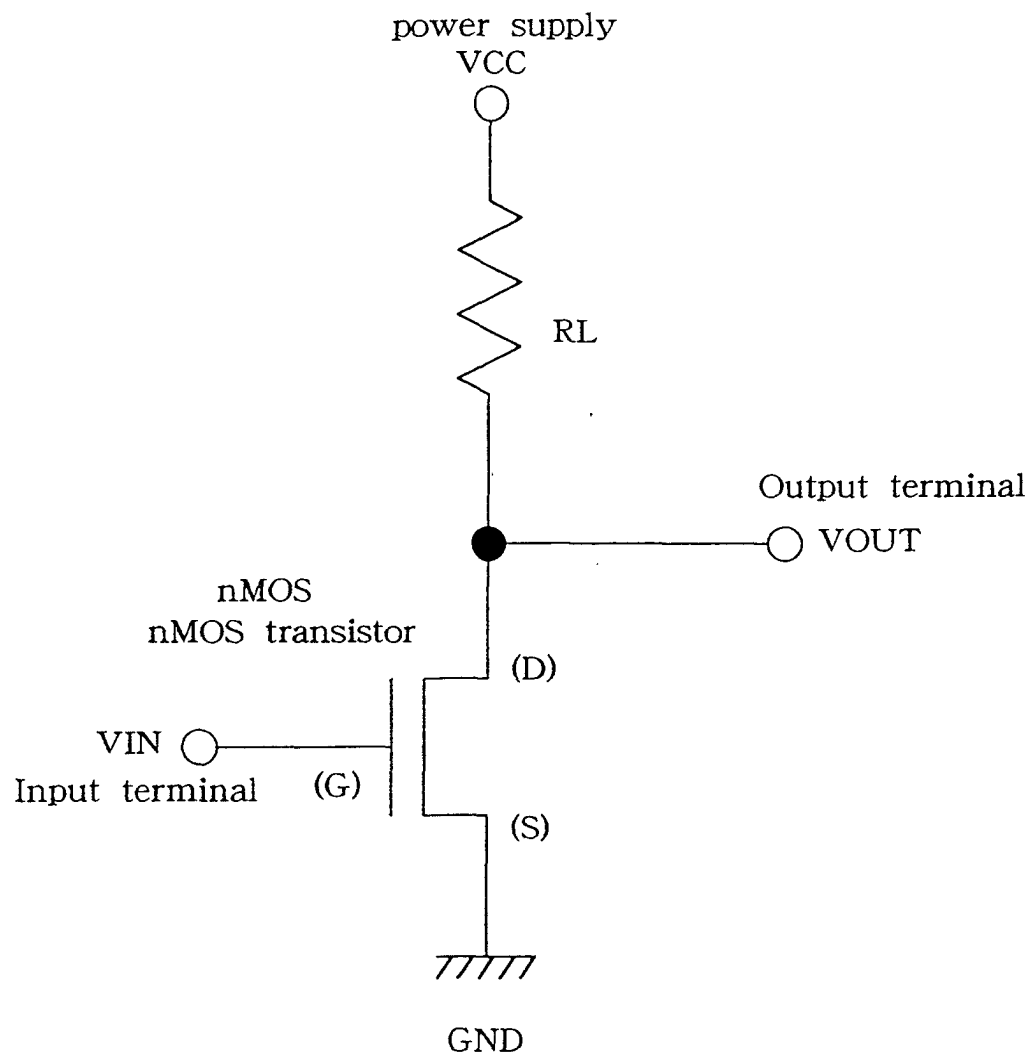 power supply
VCC
RL
Output terminal
VOUT
nMOS
nMOS transistor
(D)
VIN
Input terminal
(G)
(S)
GND